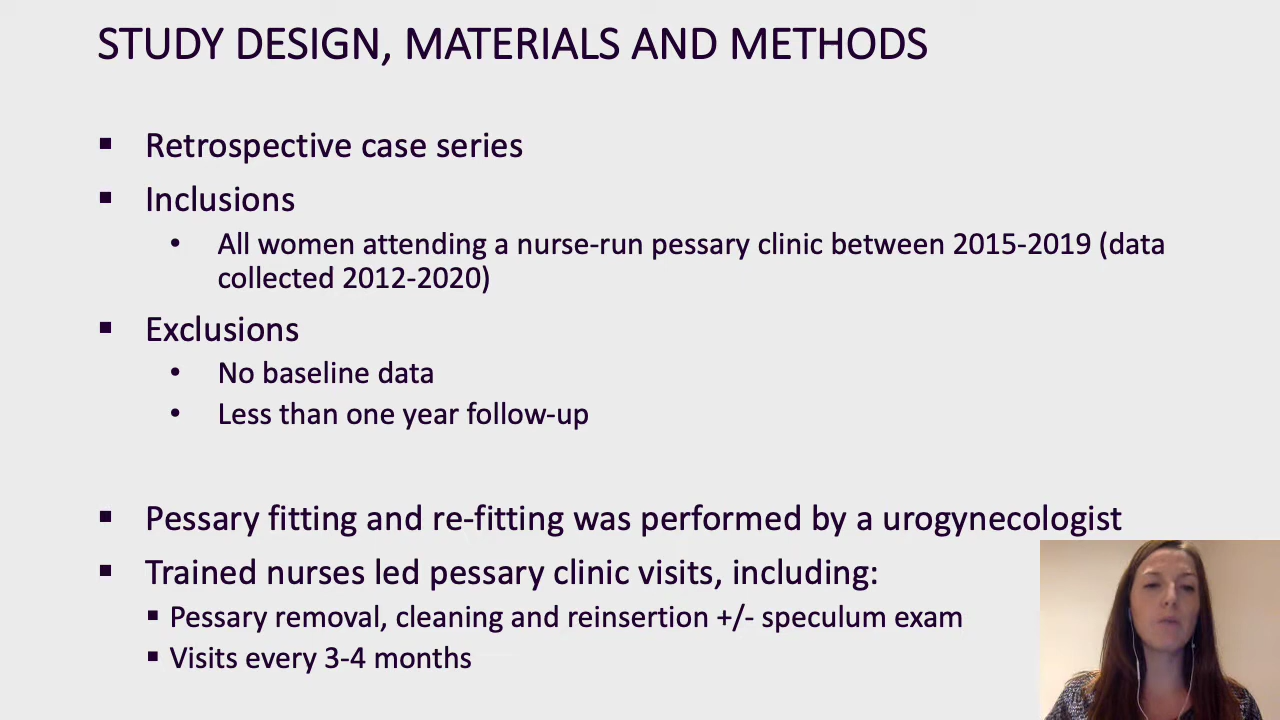 STUDY DESIGN, MATERIALS AND METHODS
▪ Retrospective case series
▪ Inclusions
• All women attending a nurse-run pessary clinic between 2015-2019 (data
collected 2012-2020)
▪ Exclusions
• No baseline data
• Less than one year follow-up
▪ Pessary fitting and re-fitting was performed by a urogynecologist
▪ Trained nurses led pessary clinic visits, including:
▪ Pessary removal, cleaning and reinsertion +/- speculum exam
▪ Visits every 3-4 months